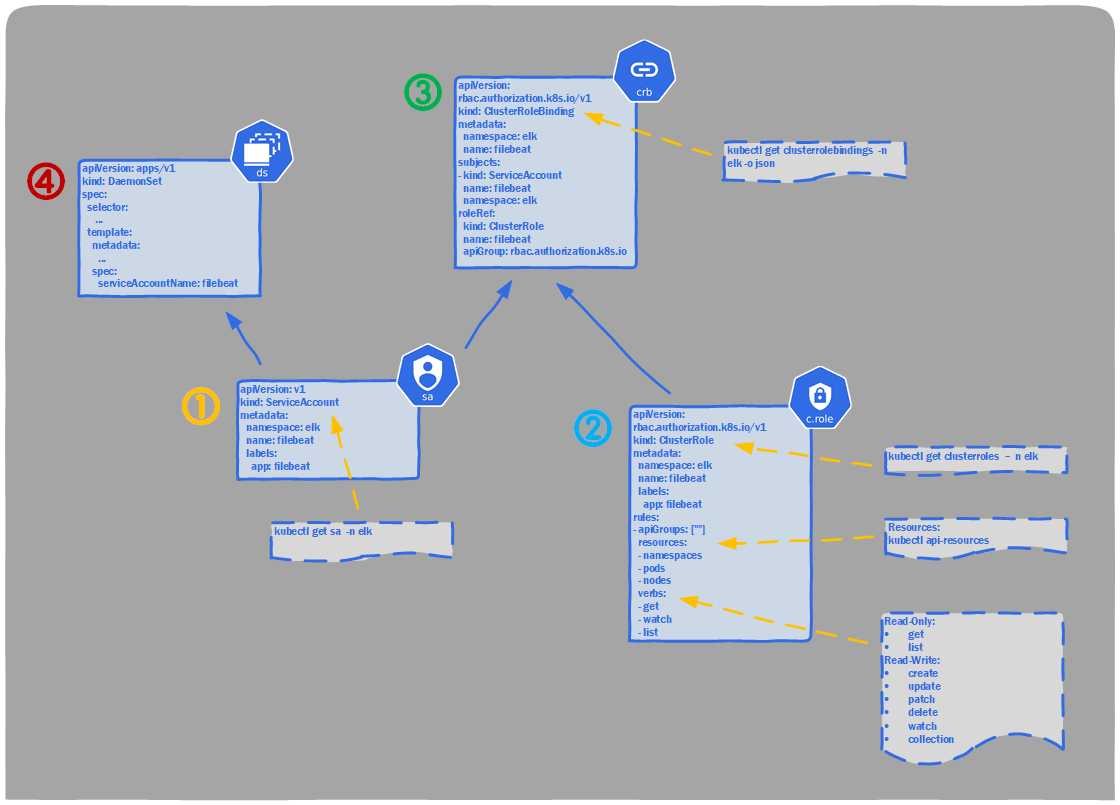 ③
crb
apiVersion:
rbac.authorization.k8s.io/v1
kind: ClusterRoleBinding
metadata:
namespace: elk
name: filebeat
subjects:
- kind: ServiceAccount
name: filebeat
namespace: elk
roleRef:
kind: ClusterRole
name: filebeat
apiGroup: rbac.authorization.k8s.io
kubectl get clusterrolebindings -n
elk -o json
④
ds
apiVersion: apps/v1
kind: DaemonSet
spec:
selector:
...
template:
metadata:
...
spec:
serviceAccountName: filebeat
①
sa
apiVersion: v1
kind: ServiceAccount
metadata:
namespace: elk
name: filebeat
labels:
app: filebeat
kubectl get sa -n elk
②
c.role
apiVersion:
rbac.authorization.k8s.io/v1
kind: ClusterRole
metadata:
namespace: elk
name: filebeat
labels:
app: filebeat
rules:
- apiGroups: [""]
resources:
- namespaces
- pods
- nodes
verbs:
- get
- watch
- list
kubectl get clusterroles - n elk
Resources:
kubectl api-resources
Read-Only:
• get
• list
Read-Write:
• create
• update
• patch
• delete
• watch
• collection